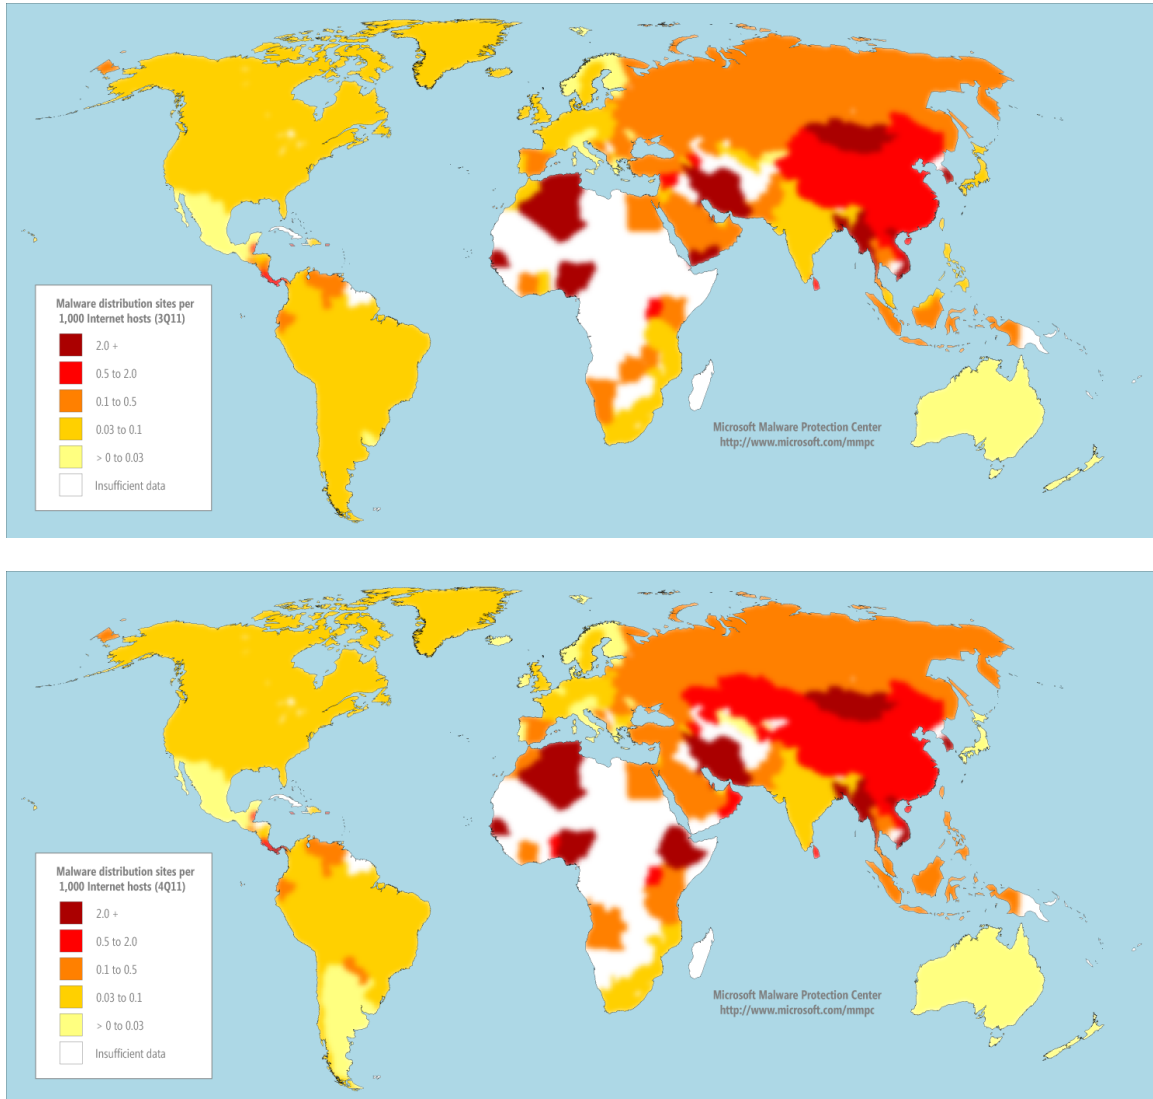 Malware distribution sites per
1,000 Internet hosts (3Q11)
2.0 +
0.5 to 2.0
0.1 to 0.5
0.03 to 0.1
> 0 to 0.03
Insufficient data
Microsoft Malware Protection Center
http://www.microsoft.com/mmpc
Malware distribution sites per
1,000 Internet hosts (4Q11)
2.0 +
0.5 to 2.0
0.1 to 0.5
0.03 to 0.1
> 0 to 0.03
Insufficient data
Microsoft Malware Protection Center
http://www.microsoft.com/mmpc